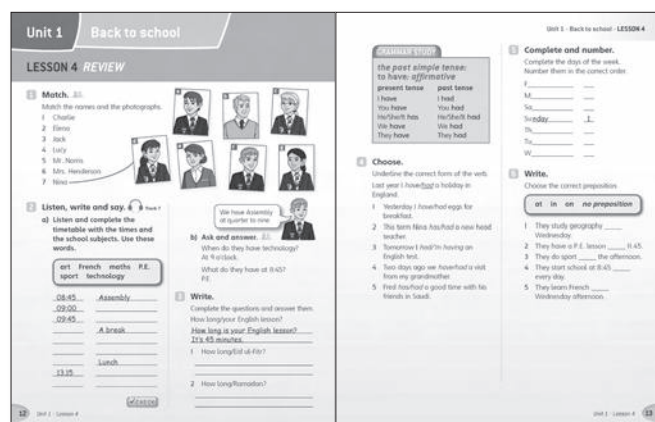 Unit 1
Back to school
LESSON 4 REVIEW
1 Match.
Match the names and the photographs.
1 Charlie
2 Elena
3 Jack
4 Lucy
5 Mr. Norris
6 Mrs. Henderson
7 Nina
2 Listen, write and say.
Track 7
a) Listen and complete the
timetable with the times and
the school subjects. Use these
words.
art French maths P.E.
sport technology
08:45 Assembly
09:00
09:45
A break
Lunch
13:15
We have Assembly
at quarter to nine.
b) Ask and answer.
When do they have technology?
At 9 o'clock.
What do they have at 9:45?
P.E.
3 Write.
Complete the questions and answer them.
How long/your English lesson?
How long is your English lesson?
It's 45 minutes.
1 How long/Eid ul-Fitr?
2 How long/Ramadan?
12 Unit 1 - Lesson 4
Unit 1 - Back to school - LESSON 4
GRAMMAR STUDY
the past simple tense:
to have: affirmative
present tense past tense
I have I had
You have You had
He/She/It has He/She/It had
We have We had
They have They had
4 Choose.
Underline the correct form of the verb.
Last year I have/had a holiday in
England.
1 Yesterday I have/had eggs for
breakfast.
2 This term Nina has/had a new head
teacher.
3 Tomorrow I had/'m having an
English test.
4 Two days ago we have/had a visit
from my grandmother.
5 Fred has/had a good time with his
friends in Saudi.
5 Complete and number.
Complete the days of the week.
Number them in the correct order.
F
M
Sa
Sunday 1
Th
Tu
W
6 Write.
Choose the correct preposition.
at in on no preposition
1 They study geography
Wednesday.
2 They have a P.E. lesson 11:45.
3 They do sport the afternoon.
4 They start school at 8:45
every day.
5 They learn French
Wednesday afternoon.
Unit 1 - Lesson 4 13